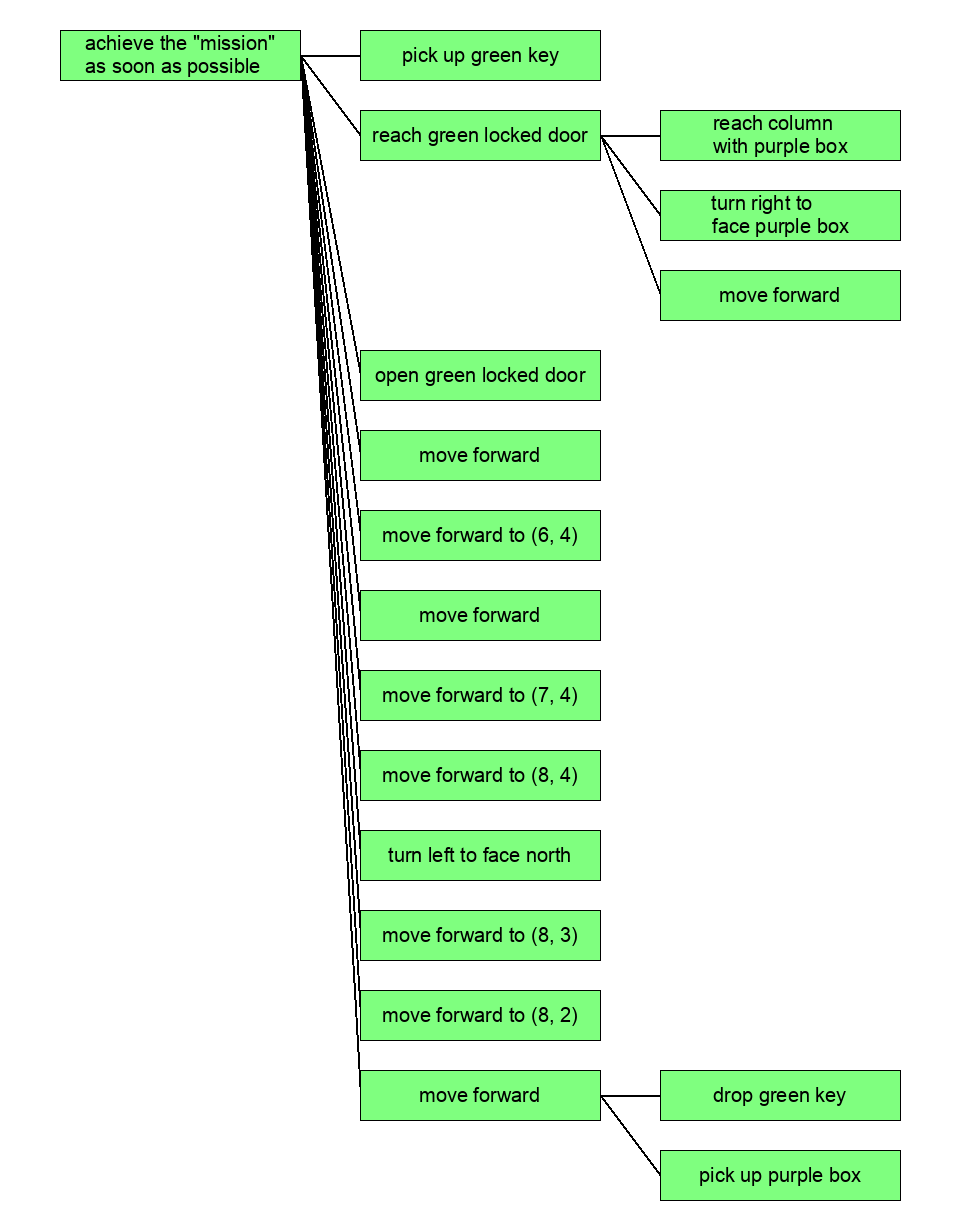 achieve the "mission"
as soon as possible
pick up green key
reach green locked door
reach column
with purple box
turn right to
face purple box
move forward
open green locked door
move forward
move forward to (6, 4)
move forward
move forward to (7, 4)
move forward to (8, 4)
turn left to face north
move forward to (8, 3)
move forward to (8, 2)
move forward
drop green key
pick up purple box